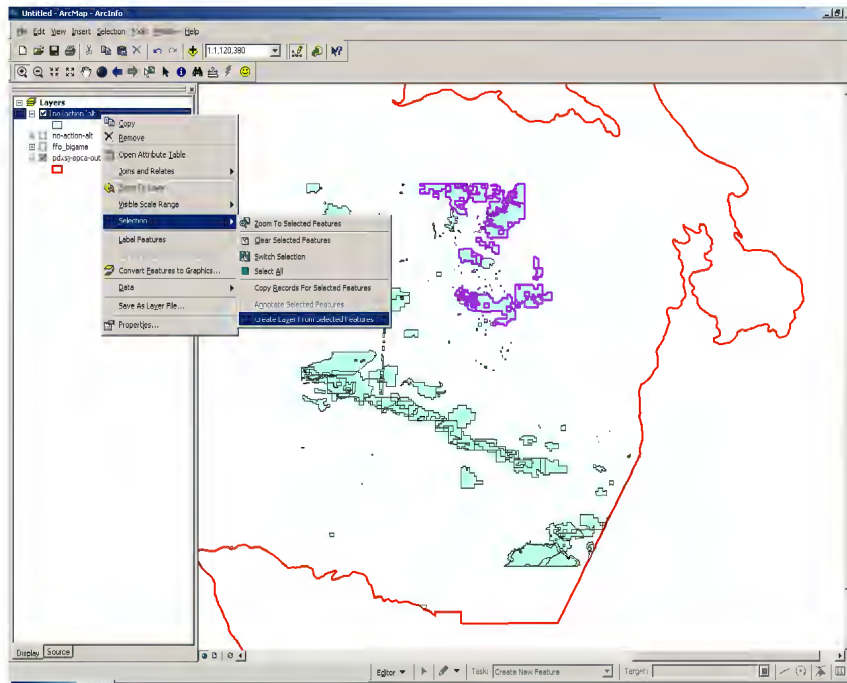 Untitled - ArcMap - ArcInfo
File Edit View Insert Selection Tools Window Help
1:1,120,380
Layers
no-action-alt
ffo_bigame
Copy
Remove
Open Attribute Table
Joins and Relates
Zoom To Layer
Visible Scale Range
Selection
Label Features
Convert Features to Graphics...
Data
Save As Layer File...
Properties...
Zoom To Selected Features
Clear Selected Features
Switch Selection
Select All
Copy Records For Selected Features
Annotate Selected Features
Create Layer From Selected Features
Display Source
Editor
Task: Create New Feature
Target: